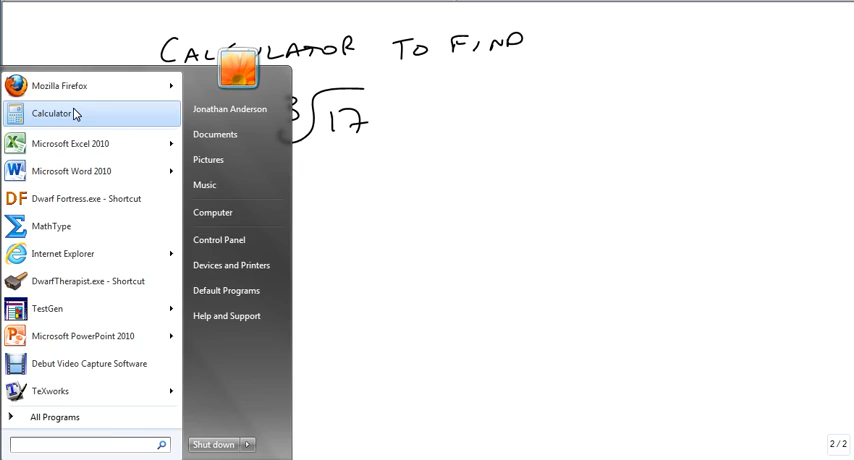 CALCULATOR TO FIND
3√17
Mozilla Firefox
Calculator
Microsoft Excel 2010
Microsoft Word 2010
Dwarf Fortress.exe - Shortcut
MathType
Internet Explorer
DwarfTherapist.exe - Shortcut
TestGen
Microsoft PowerPoint 2010
Debut Video Capture Software
TeXworks
All Programs
Jonathan Anderson
Documents
Pictures
Music
Computer
Control Panel
Devices and Printers
Default Programs
Help and Support
Shut down
2/2